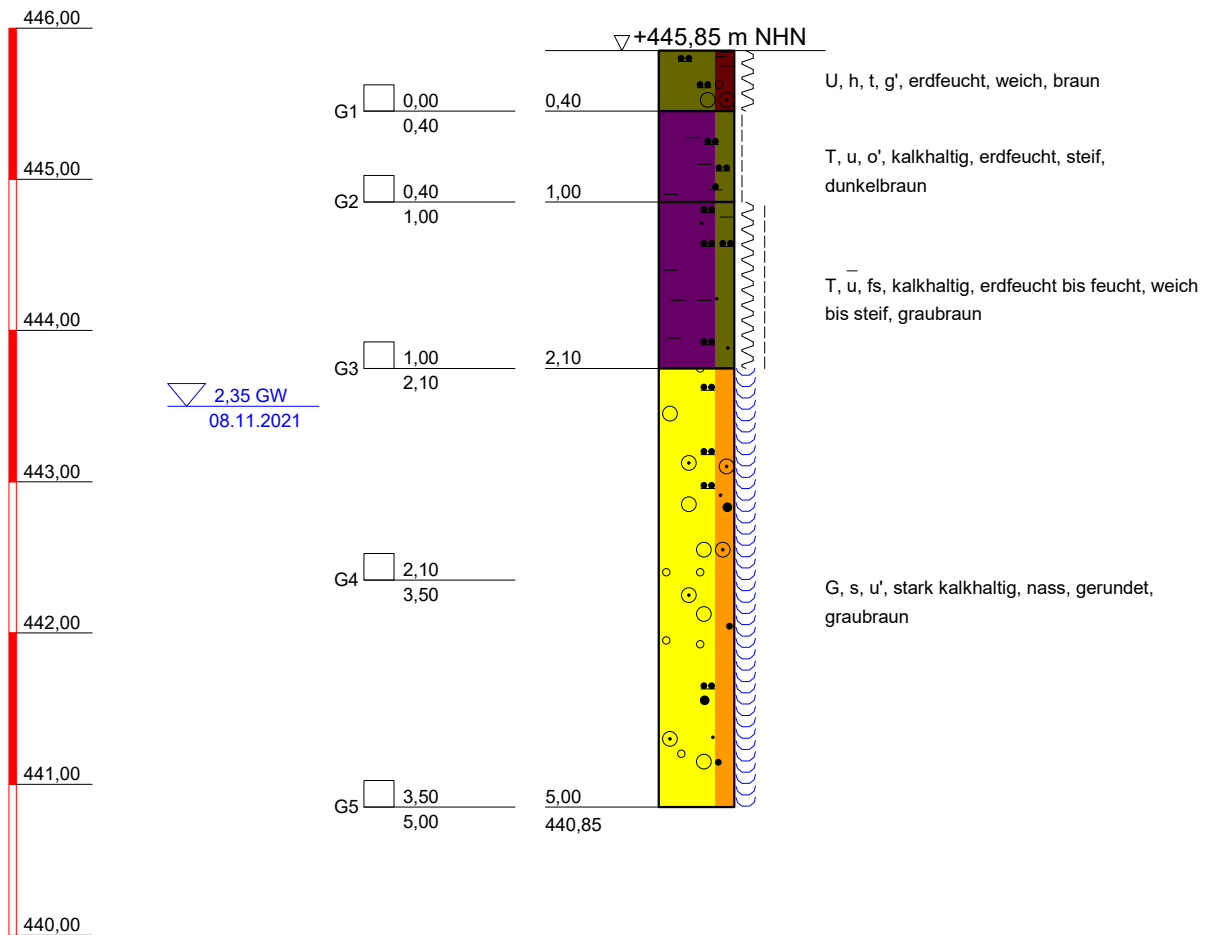 446,00
+445,85 m NHN
U, h, t, g', erdfeucht, weich, braun
G1 0,00 0,40
0,40
T, u, o', kalkhaltig, erdfeucht, steif,
dunkelbraun
445,00
G2 0,40 1,00
1,00
T, ū, fs, kalkhaltig, erdfeucht bis feucht, weich
bis steif, graubraun
444,00
G3 1,00 2,10
2,10
2,35 GW
08.11.2021
443,00
G4 2,10
3,50
G, s, u', stark kalkhaltig, nass, gerundet,
graubraun
442,00
441,00
G5 3,50 5,00
5,00 440,85
440,00